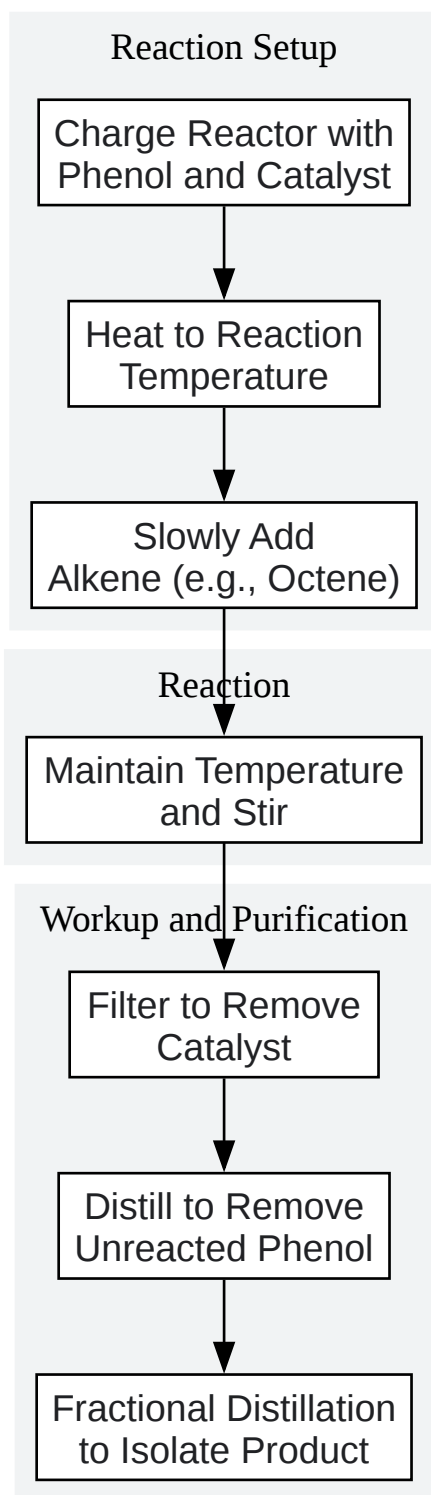 Reaction Setup
Charge Reactor with
Phenol and Catalyst
Heat to Reaction
Temperature
Slowly Add
Alkene (e.g., Octene)
Reaction
Maintain Temperature
and Stir
Workup and Purification
Filter to Remove
Catalyst
Distill to Remove
Unreacted Phenol
Fractional Distillation
to Isolate Product